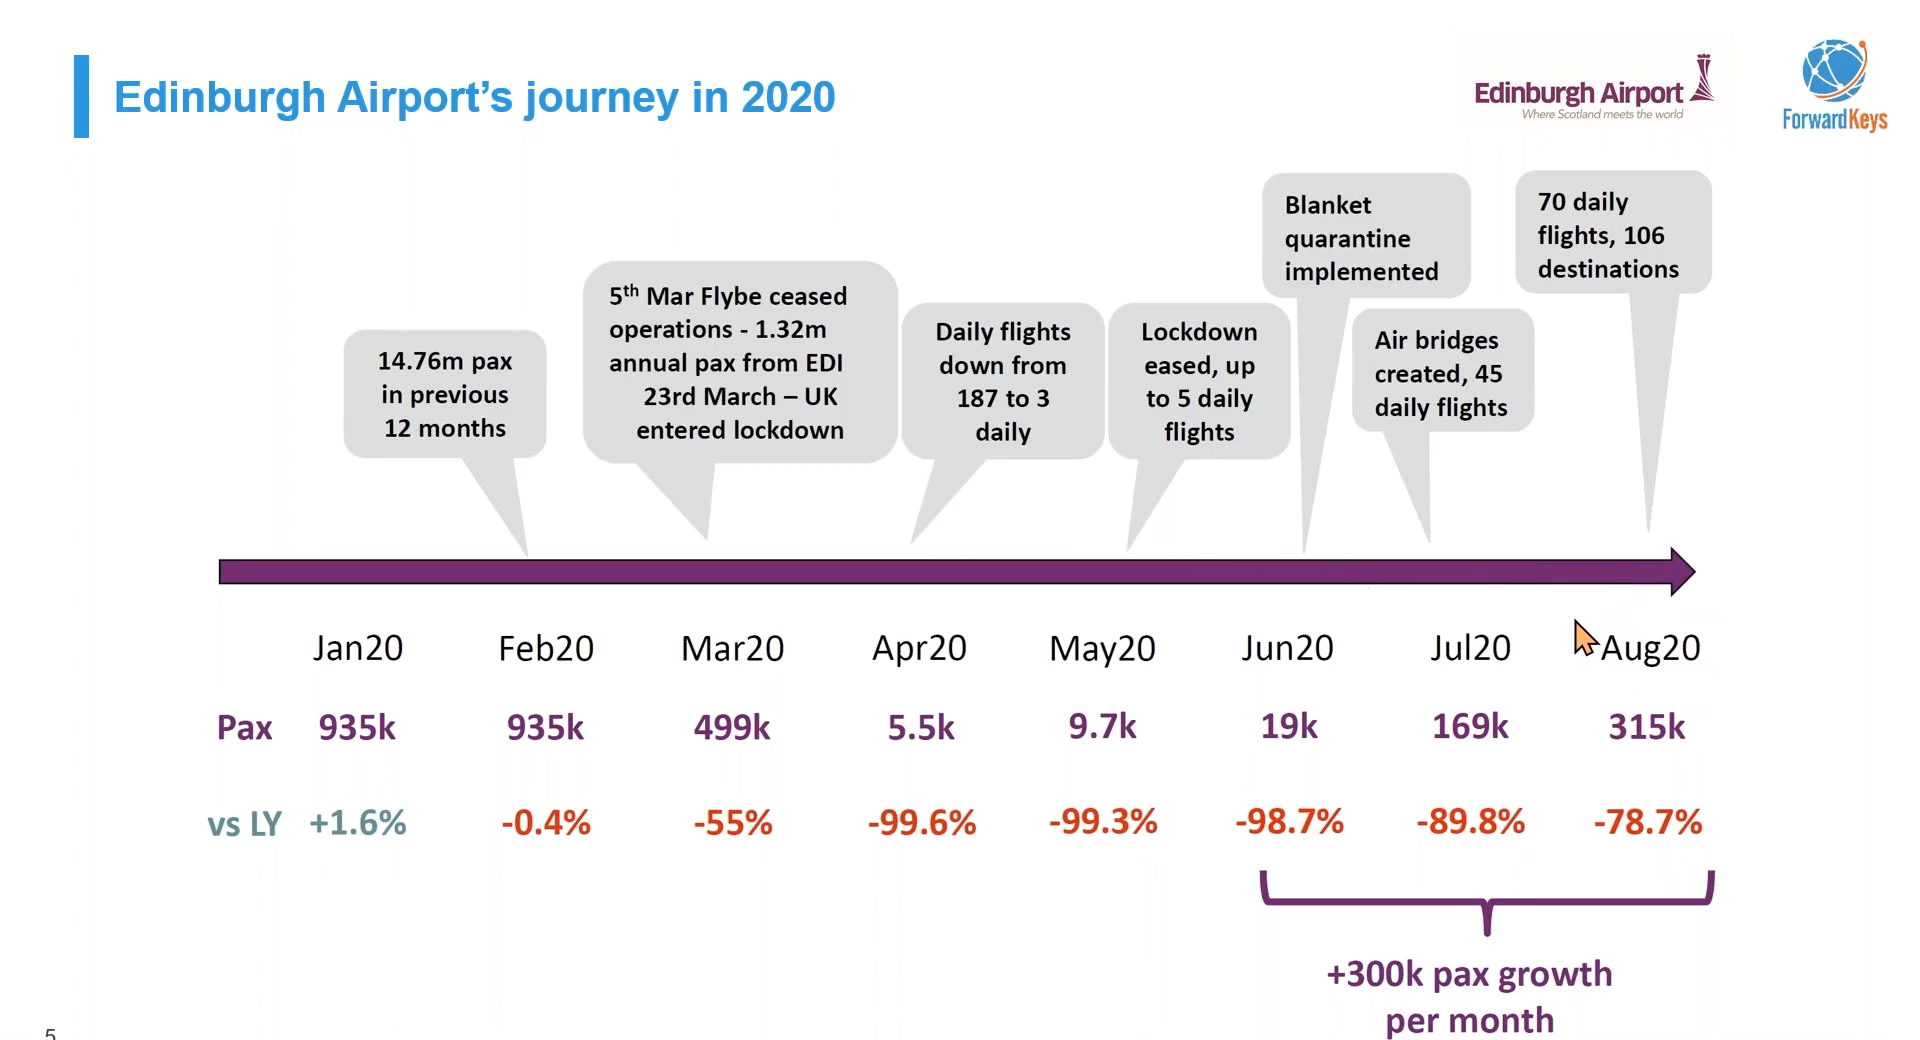 Edinburgh Airport’s journey in 2020
Edinburgh Airport
Where Scotland meets the world
ForwardKeys
14.76m pax
in previous
12 months
5th Mar Flybe ceased
operations - 1.32m
annual pax from EDI
23rd March – UK
entered lockdown
Daily flights
down from
187 to 3
daily
Lockdown
eased, up
to 5 daily
flights
Blanket
quarantine
implemented
Air bridges
created, 45
daily flights
70 daily
flights, 106
destinations
Jan20 Feb20 Mar20 Apr20 May20 Jun20 Jul20 Aug20
Pax 935k 935k 499k 5.5k 9.7k 19k 169k 315k
vs LY +1.6% -0.4% -55% -99.6% -99.3% -98.7% -89.8% -78.7%
+300k pax growth
per month
5